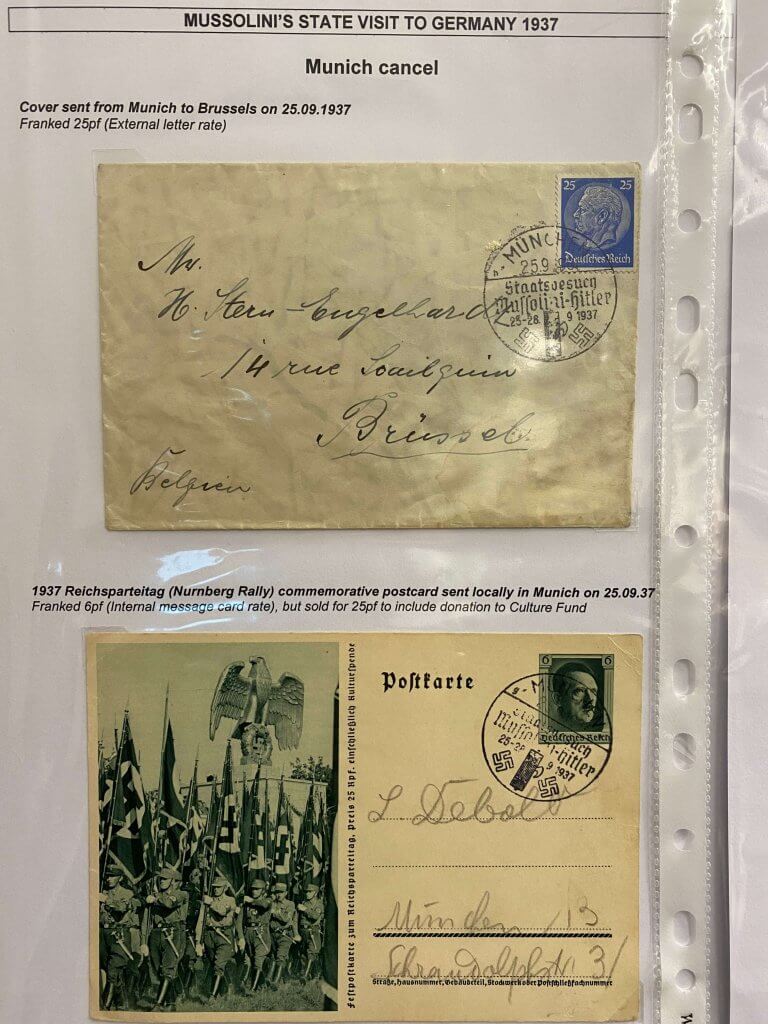 MUSSOLINI'S STATE VISIT TO GERMANY 1937
Munich cancel
Cover sent from Munich to Brussels on 25.09.1937
Franked 25pf (External letter rate)
25 25
Deutsches Reich
MÜNCHE
25.9
Staatsbesuch
Mussolini-Hitler
25-28. 9 1937
Mr.
H. Stern-Engelhard
14 rue
Brüssel
Belgien
1937 Reichsparteitag (Nurnberg Rally) commemorative postcard sent locally in Munich on 25.09.37
Franked 6pf (Internal message card rate), but sold for 25pf to include donation to Culture Fund
Festpostkarte zum Reichsparteitag, Preis 25 Rpf. einschließlich Kulturspende
Postkarte
6 6
Deutsches Reich
MÜ
Staatsbesuch
Mussolini-Hitler
25-28. 9 1937
München 13
Straße, Hausnummer, Gebäudeteil, Stockwerk oder Postschließfachnummer